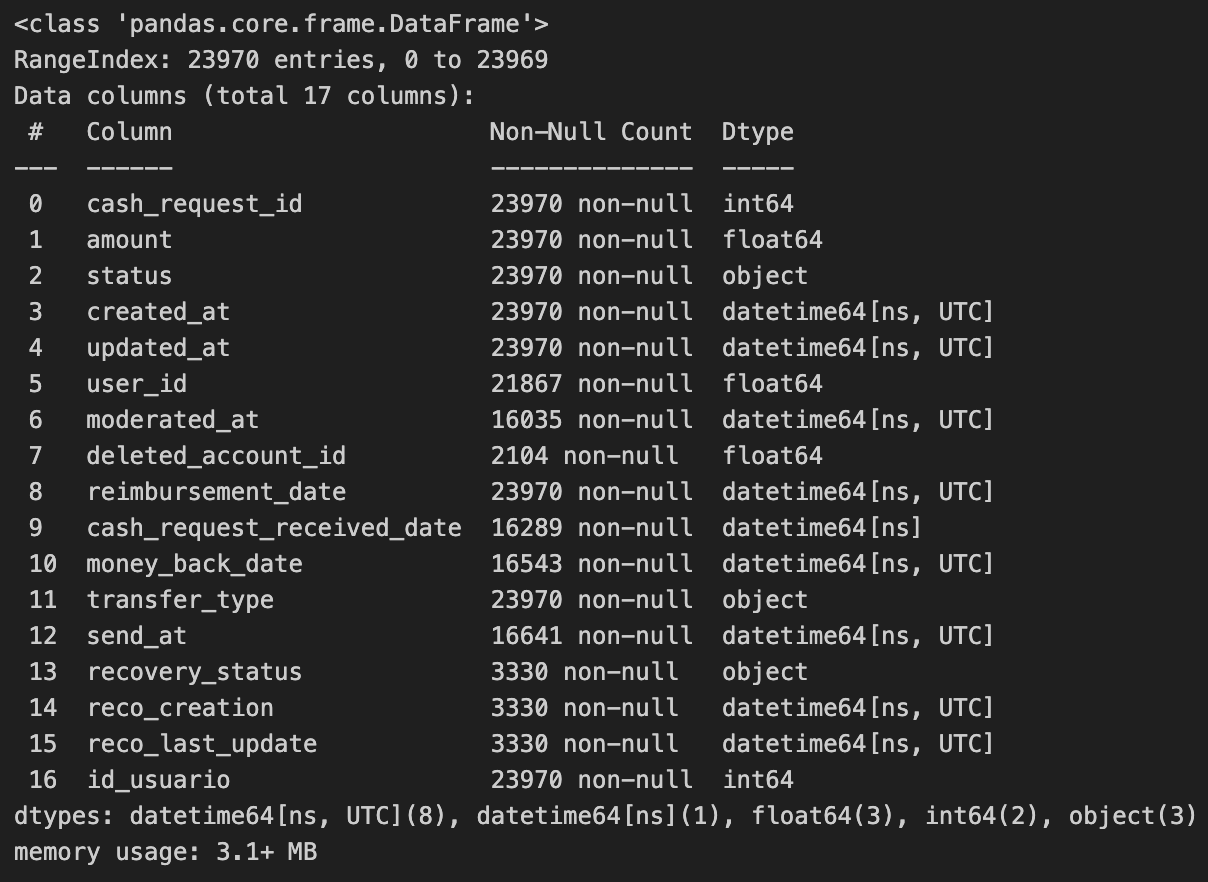 <class 'pandas.core.frame.DataFrame'>
RangeIndex: 23970 entries, 0 to 23969
Data columns (total 17 columns):
 #   Column                      Non-Null Count  Dtype
---  ------                      --------------  -----
 0   cash_request_id             23970 non-null  int64
 1   amount                      23970 non-null  float64
 2   status                      23970 non-null  object
 3   created_at                  23970 non-null  datetime64[ns, UTC]
 4   updated_at                  23970 non-null  datetime64[ns, UTC]
 5   user_id                     21867 non-null  float64
 6   moderated_at                16035 non-null  datetime64[ns, UTC]
 7   deleted_account_id          2104 non-null   float64
 8   reimbursement_date          23970 non-null  datetime64[ns, UTC]
 9   cash_request_received_date  16289 non-null  datetime64[ns]
 10  money_back_date             16543 non-null  datetime64[ns, UTC]
 11  transfer_type               23970 non-null  object
 12  send_at                     16641 non-null  datetime64[ns, UTC]
 13  recovery_status             3330 non-null   object
 14  reco_creation               3330 non-null   datetime64[ns, UTC]
 15  reco_last_update            3330 non-null   datetime64[ns, UTC]
 16  id_usuario                  23970 non-null  int64
dtypes: datetime64[ns, UTC](8), datetime64[ns](1), float64(3), int64(2), object(3)
memory usage: 3.1+ MB